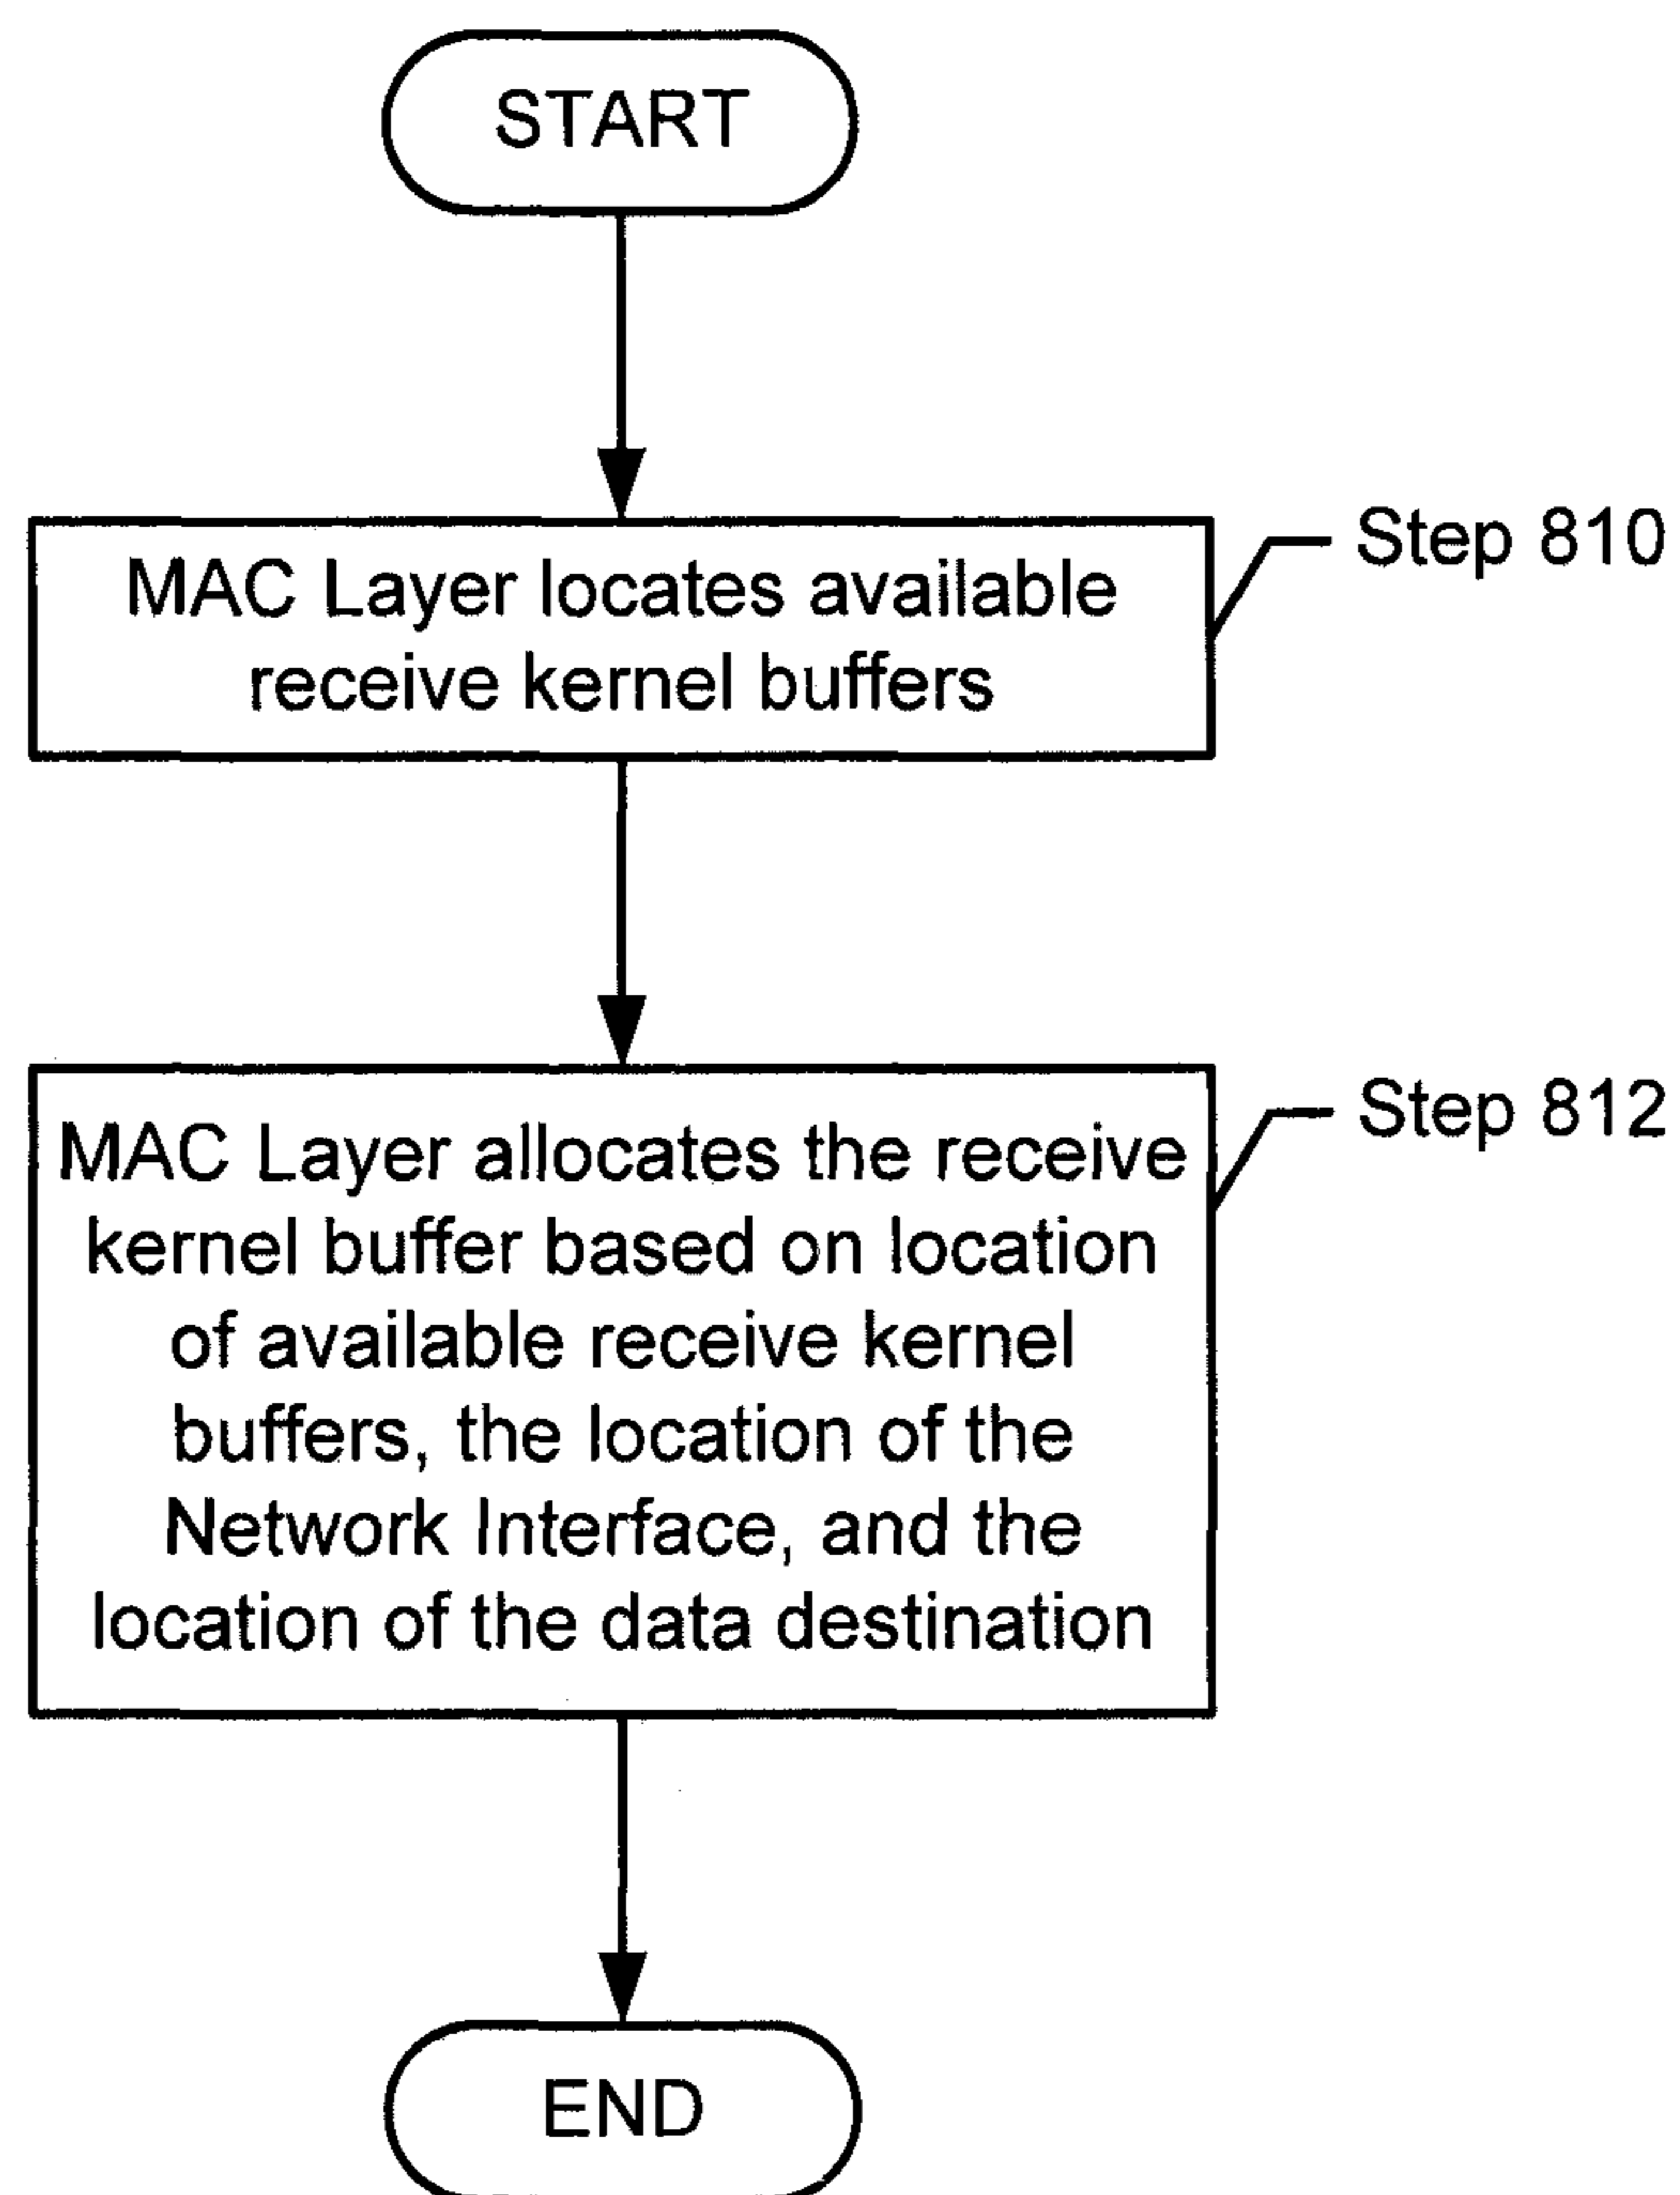 START
MAC Layer locates available
receive kernel buffers
Step 810
MAC Layer allocates the receive
kernel buffer based on location
of available receive kernel
buffers, the location of the
Network Interface, and the
location of the data destination
Step 812
END